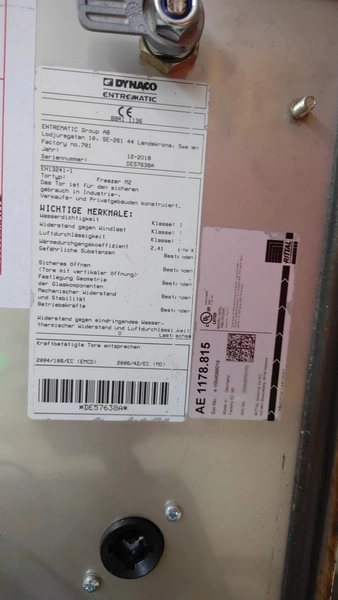 DYNACO
ENTREMATIC
CE
ENTREMATIC Group AB
Lodjursgatan 10, SE-261 44 Landskrona, Sweden
Factory no.701
Jahr: 12-2018
Seriennummer: DE57638A
EN13241-1
Tortyp: Freezer M2
Das Tor ist für den sicheren
gebrauch in Industrie-,
Verkaufs- und Privatgebäuden konstruiert.
WICHTIGE MERKMALE:
Wasserdichtigkeit Klasse:
Widerstand gegen Windlast Klasse:
Luftdurchlässigkeit Klasse:
Wärmedurchgangskoeffizient 2.41
Gefährliche Substanzen Bestanden
Sicheres Öffnen Bestanden
(Tore mit vertikaler Öffnung)
Festlegung Geometrie Bestanden
der Glaskomponenten
Mechanischer Widerstand Bestanden
und Stabilität
Betriebskräfte Bestanden
Widerstand gegen eindringendes Wasser,
thermischer Widerstand und Luftdurchlässigkeit
Kraftbetätigte Tore entsprechen
2004/108/EC (EMCD) 2006/42/EC (MD)
*DE57638A*
RITTAL
AE 1178.815